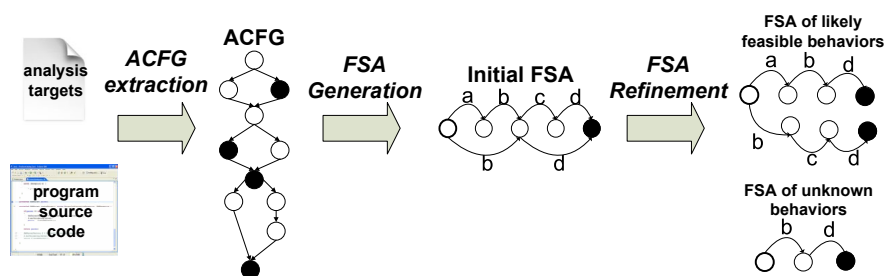 analysis
targets
program
source
code
ACFG
extraction
ACFG
FSA
Generation
Initial FSA
a b c d
b d
FSA
Refinement
FSA of likely
feasible behaviors
a b d
b c d
FSA of unknown
behaviors
b d